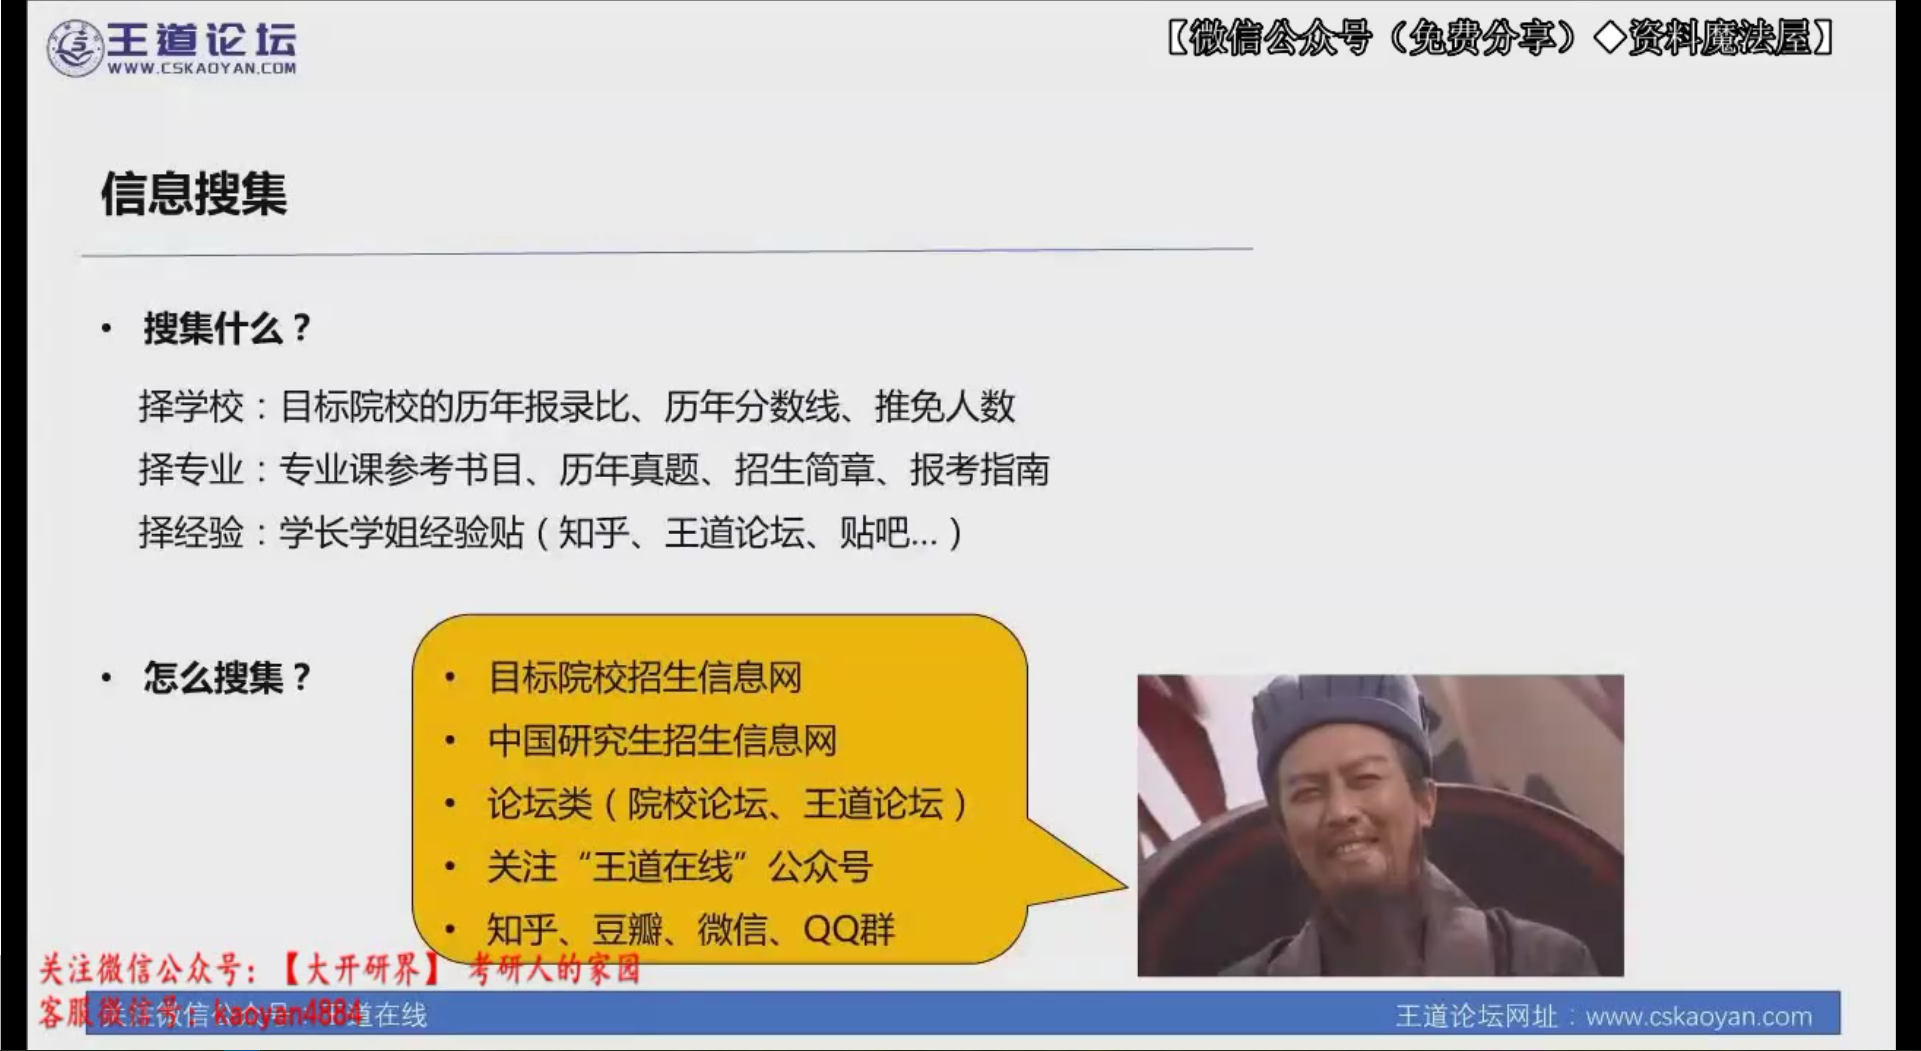 王道论坛
WWW.CSKAOYAN.COM
【微信公众号（免费分享）◆资料魔法屋】
信息搜集
• 搜集什么？
择学校：目标院校的历年报录比、历年分数线、推免人数
择专业：专业课参考书目、历年真题、招生简章、报考指南
择经验：学长学姐经验贴（知乎、王道论坛、贴吧...）
• 怎么搜集？
• 目标院校招生信息网
• 中国研究生招生信息网
• 论坛类（院校论坛、王道论坛）
• 关注“王道在线”公众号
• 知乎、豆瓣、微信、QQ群
关注微信公众号：【大开研界】 考研人的家园
客服微信号：kaoyan4884
王道在线
王道论坛网址：www.cskaoyan.com